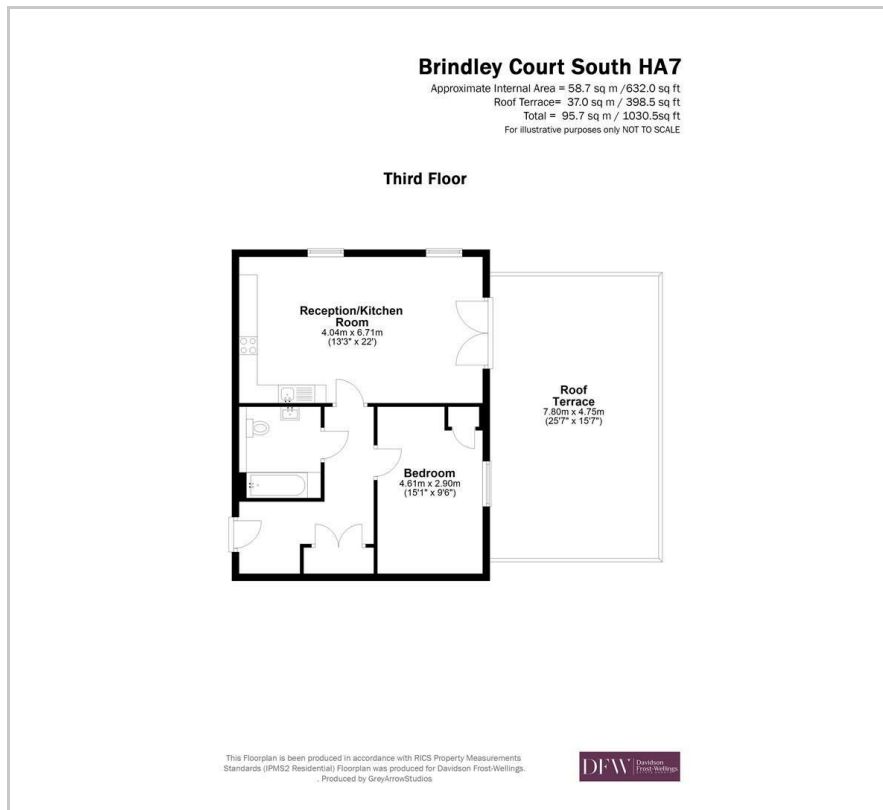 Brindley Court South HA7
Approximate Internal Area = 58.7 sq m /632.0 sq ft
Roof Terrace= 37.0 sq m / 398.5 sq ft
Total = 95.7 sq m / 1030.5sq ft
For illustrative purposes only NOT TO SCALE
Third Floor
Reception/Kitchen
Room
4.04m x 6.71m
(13'3" x 22')
Roof
Terrace
7.80m x 4.75m
(25'7" x 15'7")
Bedroom
4.61m x 2.90m
(15'1" x 9'6")
This Floorplan is been produced in accordance with RICS Property Measurements
Standards (IPMS2 Residential) Floorplan was produced for Davidson Frost-Wellings.
. Produced by GreyArrowStudios
DFW
Davidson
Frost-Wellings